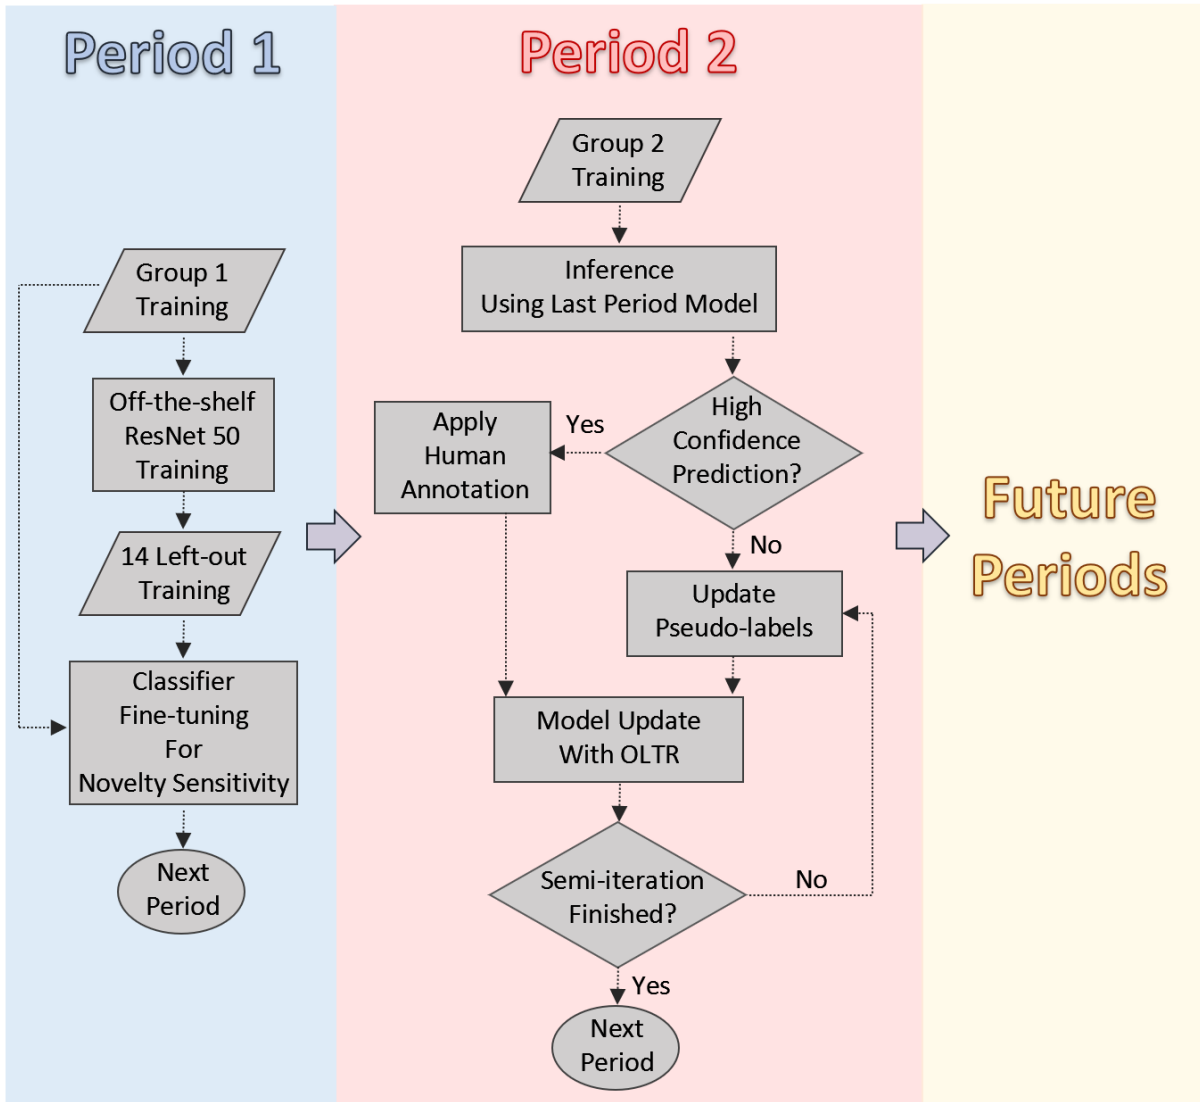 Period 1
Group 1
Training
Off-the-shelf
ResNet 50
Training
14 Left-out
Training
Classifier
Fine-tuning
For
Novelty Sensitivity
Next
Period
Period 2
Group 2
Training
Inference
Using Last Period Model
High
Confidence
Prediction?
Yes
Apply
Human
Annotation
No
Update
Pseudo-labels
Model Update
With OLTR
Semi-iteration
Finished?
No
Yes
Next
Period
Future
Periods